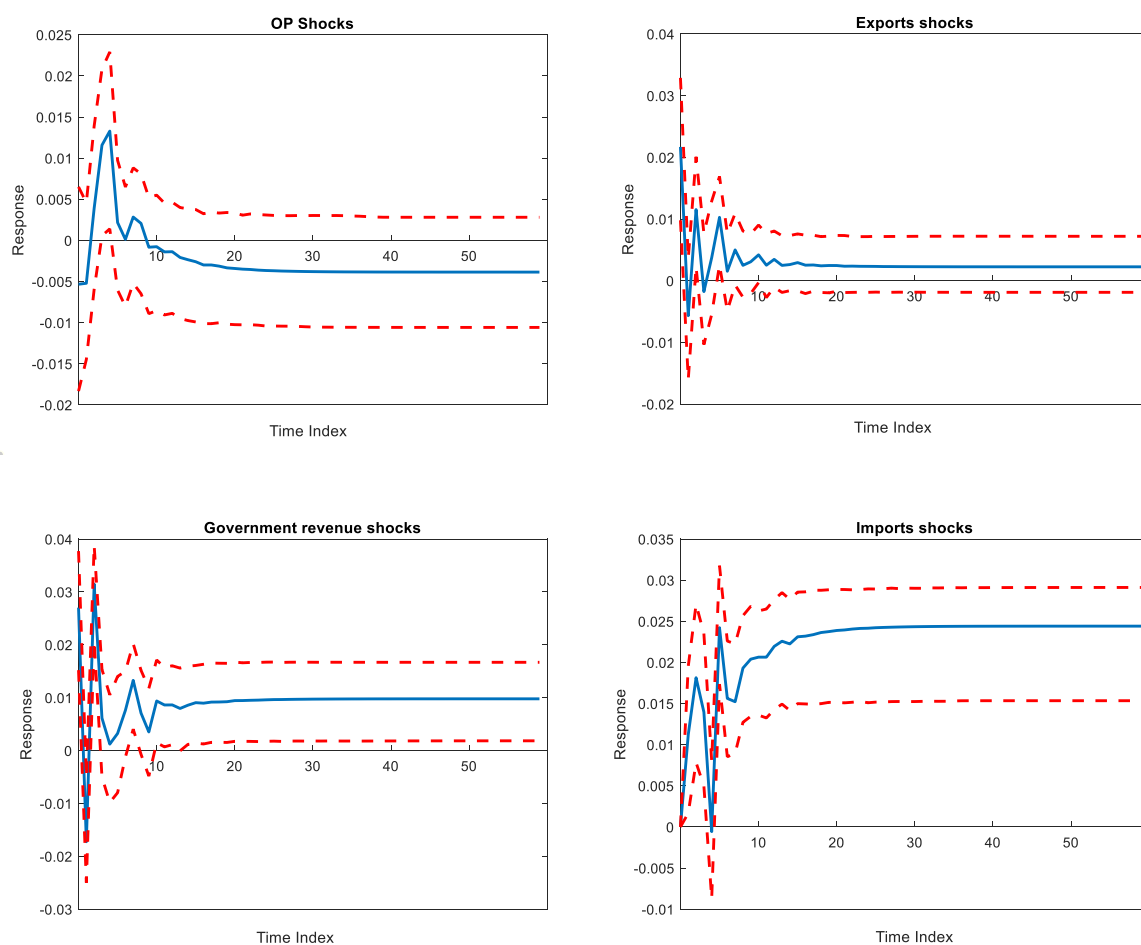 OP Shocks
0.025
0.02
0.015
0.01
0.005
0
-0.005
-0.01
-0.015
-0.02
10 20 30 40 50
Response
Time Index
Exports shocks
0.04
0.03
0.02
0.01
0
-0.01
-0.02
10 20 30 40 50
Response
Time Index
Government revenue shocks
0.04
0.03
0.02
0.01
0
-0.01
-0.02
-0.03
10 20 30 40 50
Response
Time Index
Imports shocks
0.035
0.03
0.025
0.02
0.015
0.01
0.005
0
-0.005
-0.01
10 20 30 40 50
Response
Time Index